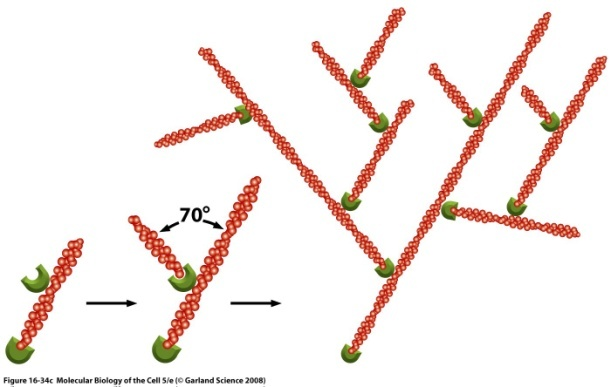 70°
Figure 16-34c Molecular Biology of the Cell 5/e (© Garland Science 2008)